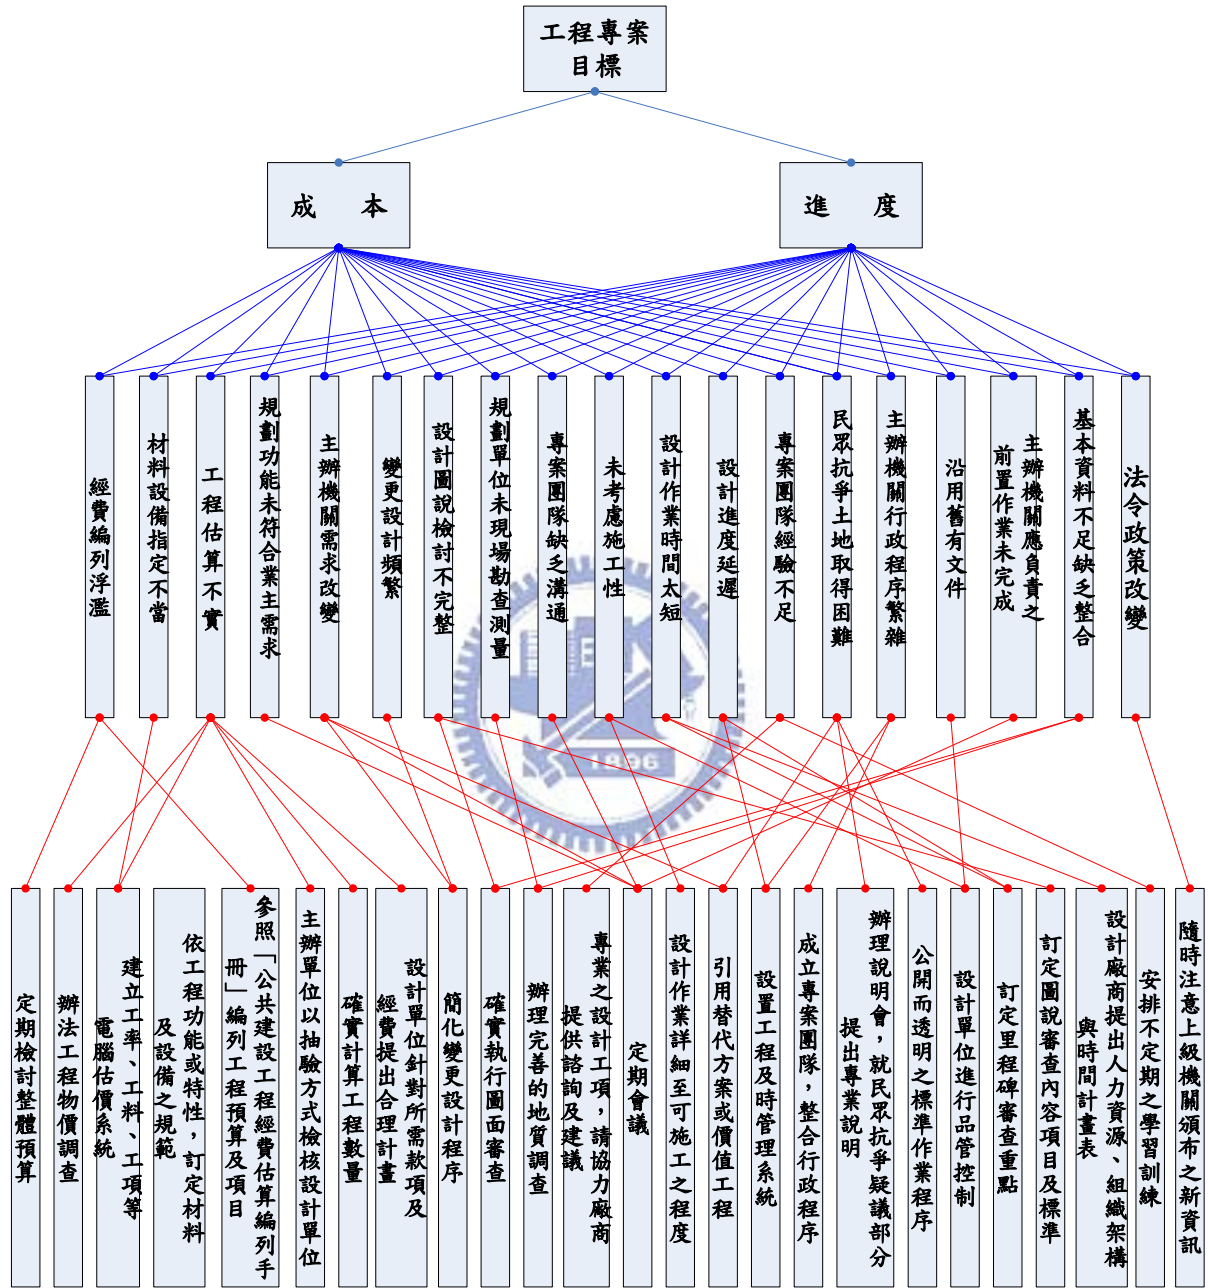 工程專案
目標
成本
進度
經費編列浮濫
材料設備指定不當
工程估算不實
規劃功能未符合業主需求
主辦機關需求改變
變更設計頻繁
設計圖說檢討不完整
規劃單位未現場勘查測量
專案團隊缺乏溝通
未考慮施工性
設計作業時間太短
設計進度延遲
專案團隊經驗不足
民眾抗爭土地取得困難
主辦機關行政程序繁雜
沿用舊有文件
主辦機關應負責之
前置作業未完成
基本資料不足缺乏整合
法令政策改變
1896
定期檢討整體預算
辦法工程物價調查
建立工率、工料、工項等
電腦估價系統
依工程功能或特性，訂定材料
及設備之規範
參照「公共建設工程經費估算編列手
冊」編列工程預算及項目
主辦單位以抽驗方式檢核設計單位
確實計算工程數量
設計單位針對所需款項及
經費提出合理計畫
簡化變更設計程序
確實執行圖面審查
辦理完善的地質調查
專業之設計工項，請協力廠商
提供諮詢及建議
定期會議
設計作業詳細至可施工之程度
引用替代方案或價值工程
設置工程及時管理系統
成立專案團隊，整合行政程序
辦理說明會，就民眾抗爭疑議部分
提出專業說明
公開而透明之標準作業程序
設計單位進行品管控制
訂定里程碑審查重點
訂定圖說審查內容項目及標準
設計廠商提出人力資源、組織架構
與時間計畫表
安排不定期之學習訓練
隨時注意上級機關頒布之新資訊